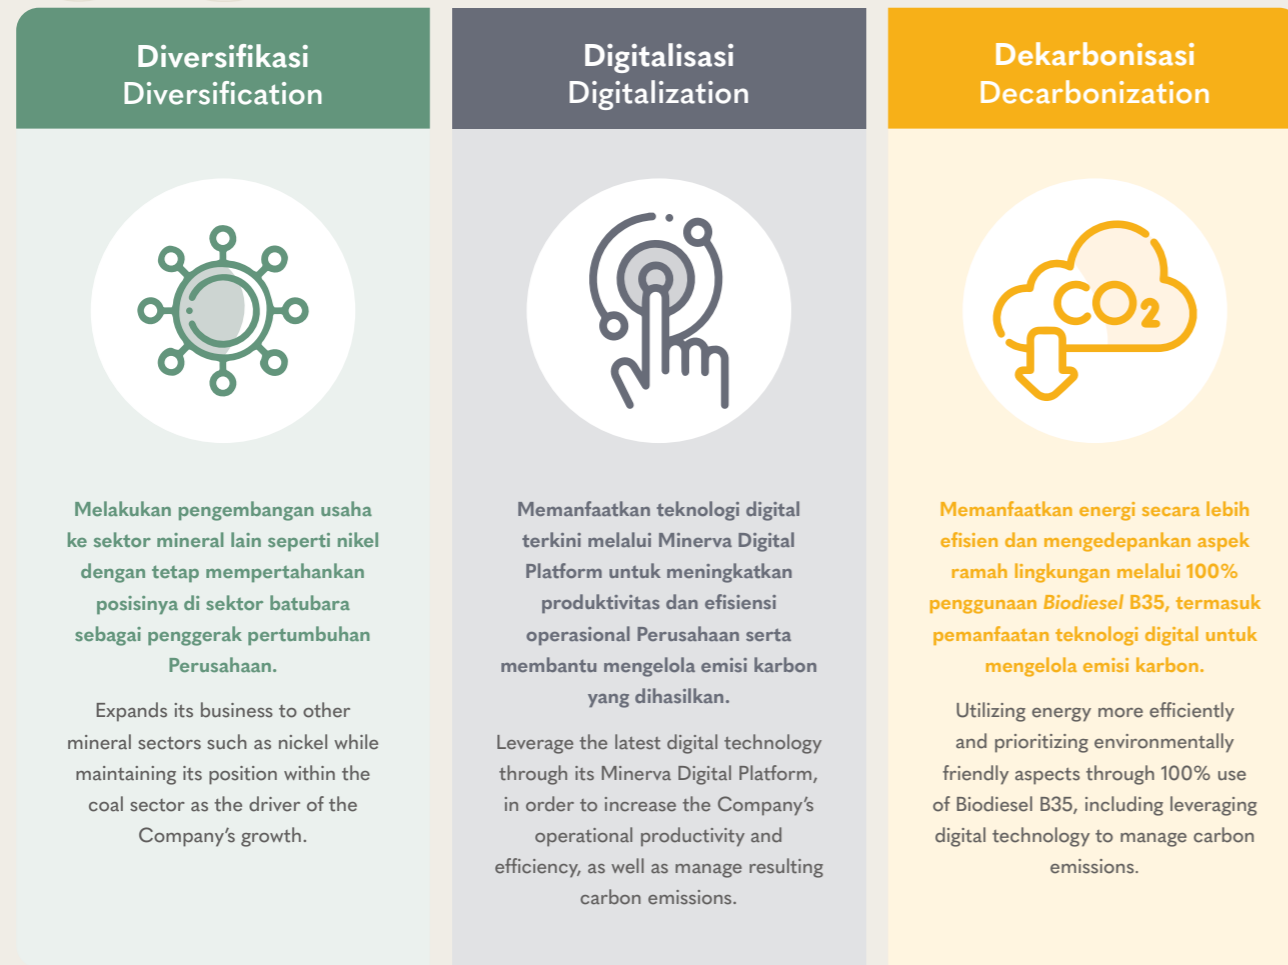 Diversifikasi
Diversification
Melakukan pengembangan usaha
ke sektor mineral lain seperti nikel
dengan tetap mempertahankan
posisinya di sektor batubara
sebagai penggerak pertumbuhan
Perusahaan.
Expands its business to other
mineral sectors such as nickel while
maintaining its position within the
coal sector as the driver of the
Company's growth.
Digitalisasi
Digitalization
Memanfaatkan teknologi digital
terkini melalui Minerva Digital
Platform untuk meningkatkan
produktivitas dan efisiensi
operasional Perusahaan serta
membantu mengelola emisi karbon
yang dihasilkan.
Leverage the latest digital technology
through its Minerva Digital Platform,
in order to increase the Company's
operational productivity and
efficiency, as well as manage resulting
carbon emissions.
Dekarbonisasi
Decarbonization
CO2
Memanfaatkan energi secara lebih
efisien dan mengedepankan aspek
ramah lingkungan melalui 100%
penggunaan Biodiesel B35, termasuk
pemanfaatan teknologi digital untuk
mengelola emisi karbon.
Utilizing energy more efficiently
and prioritizing environmentally
friendly aspects through 100% use
of Biodiesel B35, including leveraging
digital technology to manage carbon
emissions.